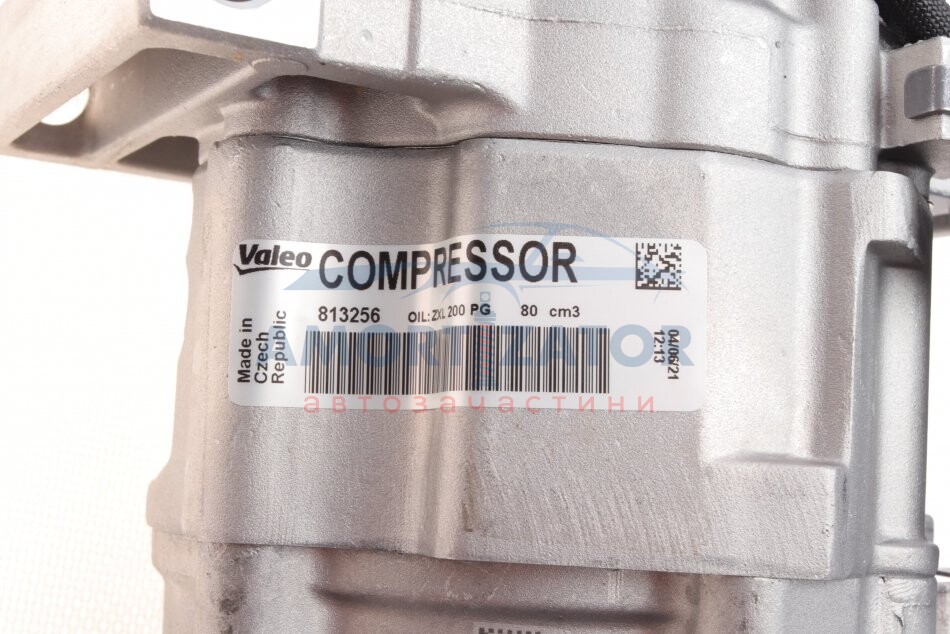 Valeo COMPRESSOR
813256 OIL: ZXL 200 PG 80 cm3
Made in
Czech
Republic
04/06/21
12:13
AMORTIZATOR
автозачастини